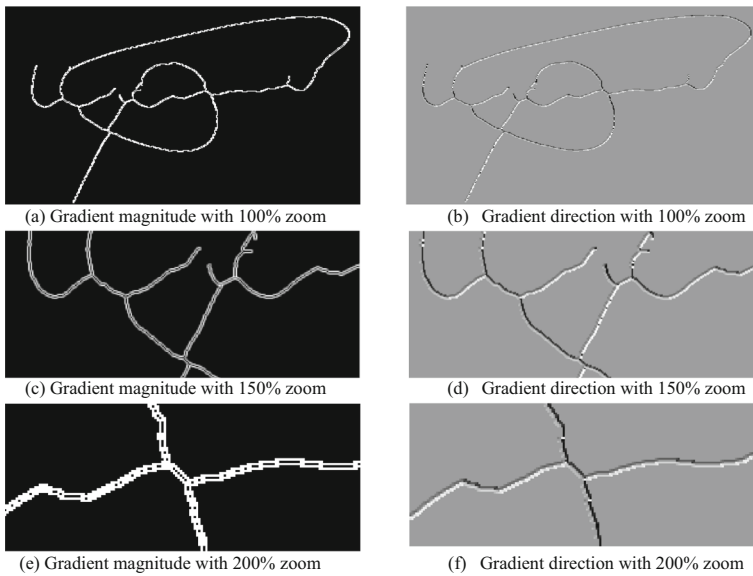 (a) Gradient magnitude with 100% zoom
(b) Gradient direction with 100% zoom
(c) Gradient magnitude with 150% zoom
(d) Gradient direction with 150% zoom
(e) Gradient magnitude with 200% zoom
(f) Gradient direction with 200% zoom